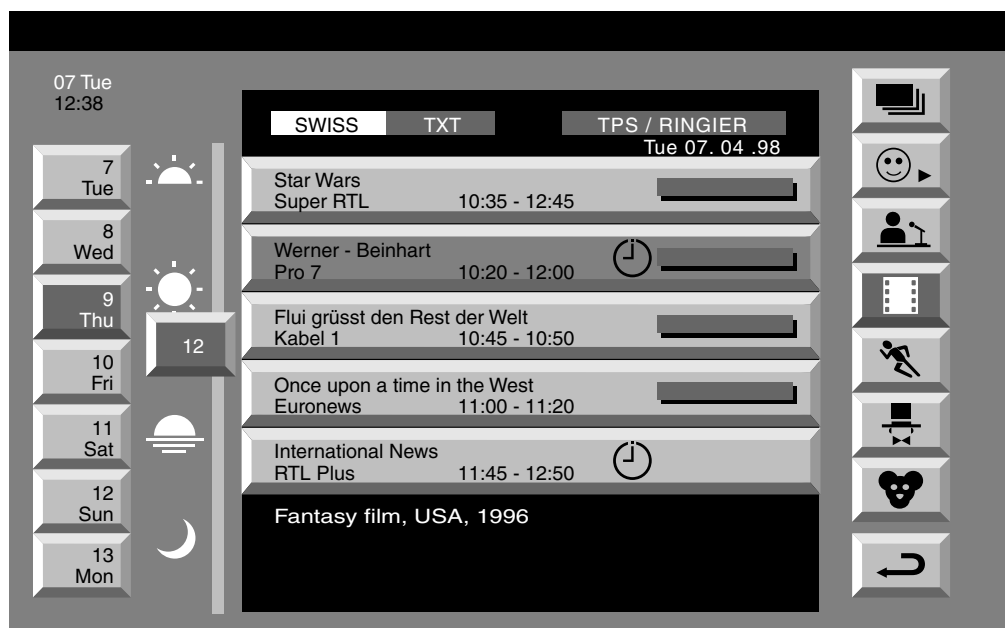 07 Tue
12:38
SWISS TXT TPS / RINGIER
Tue 07. 04 .98
7
Tue
8
Wed
9
Thu
10
Fri
11
Sat
12
Sun
13
Mon
12
Star Wars
Super RTL 10:35 - 12:45
Werner - Beinhart
Pro 7 10:20 - 12:00
Flui grüsst den Rest der Welt
Kabel 1 10:45 - 10:50
Once upon a time in the West
Euronews 11:00 - 11:20
International News
RTL Plus 11:45 - 12:50
Fantasy film, USA, 1996